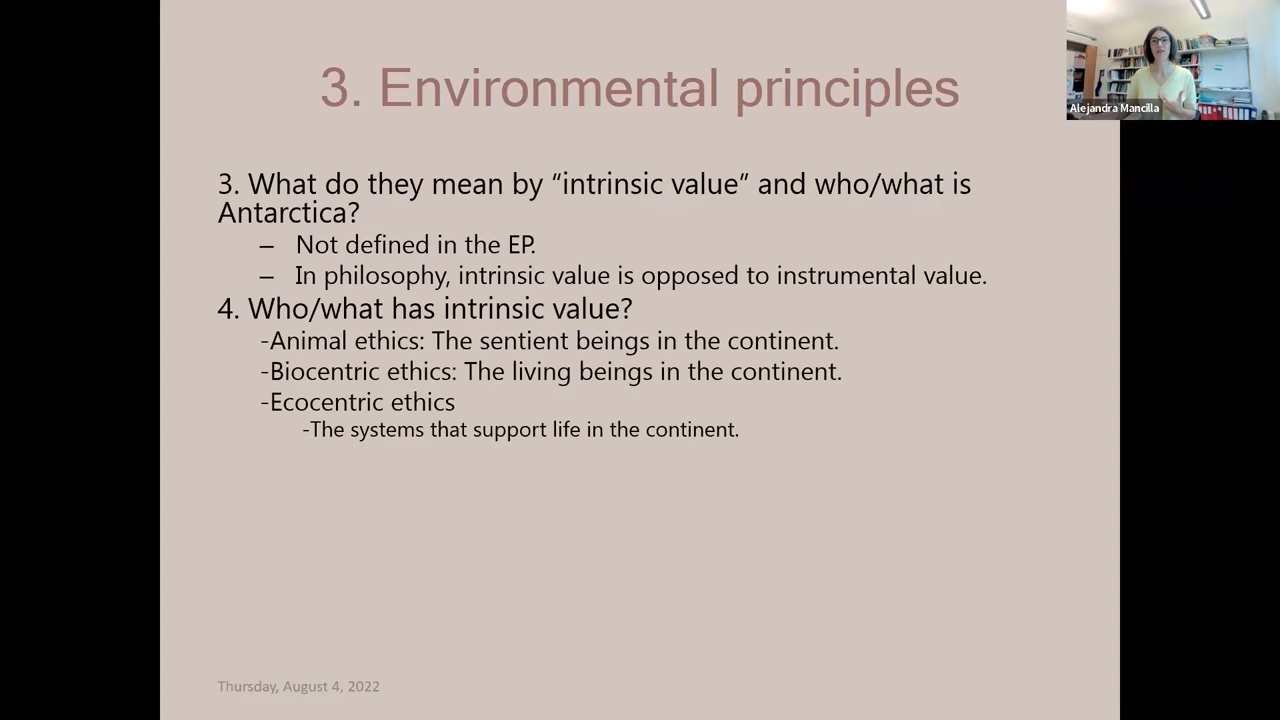 3. Environmental principles
Alejandra Mancilla
3. What do they mean by “intrinsic value” and who/what is
Antarctica?
– Not defined in the EP.
– In philosophy, intrinsic value is opposed to instrumental value.
4. Who/what has intrinsic value?
-Animal ethics: The sentient beings in the continent.
-Biocentric ethics: The living beings in the continent.
-Ecocentric ethics
-The systems that support life in the continent.
Thursday, August 4, 2022